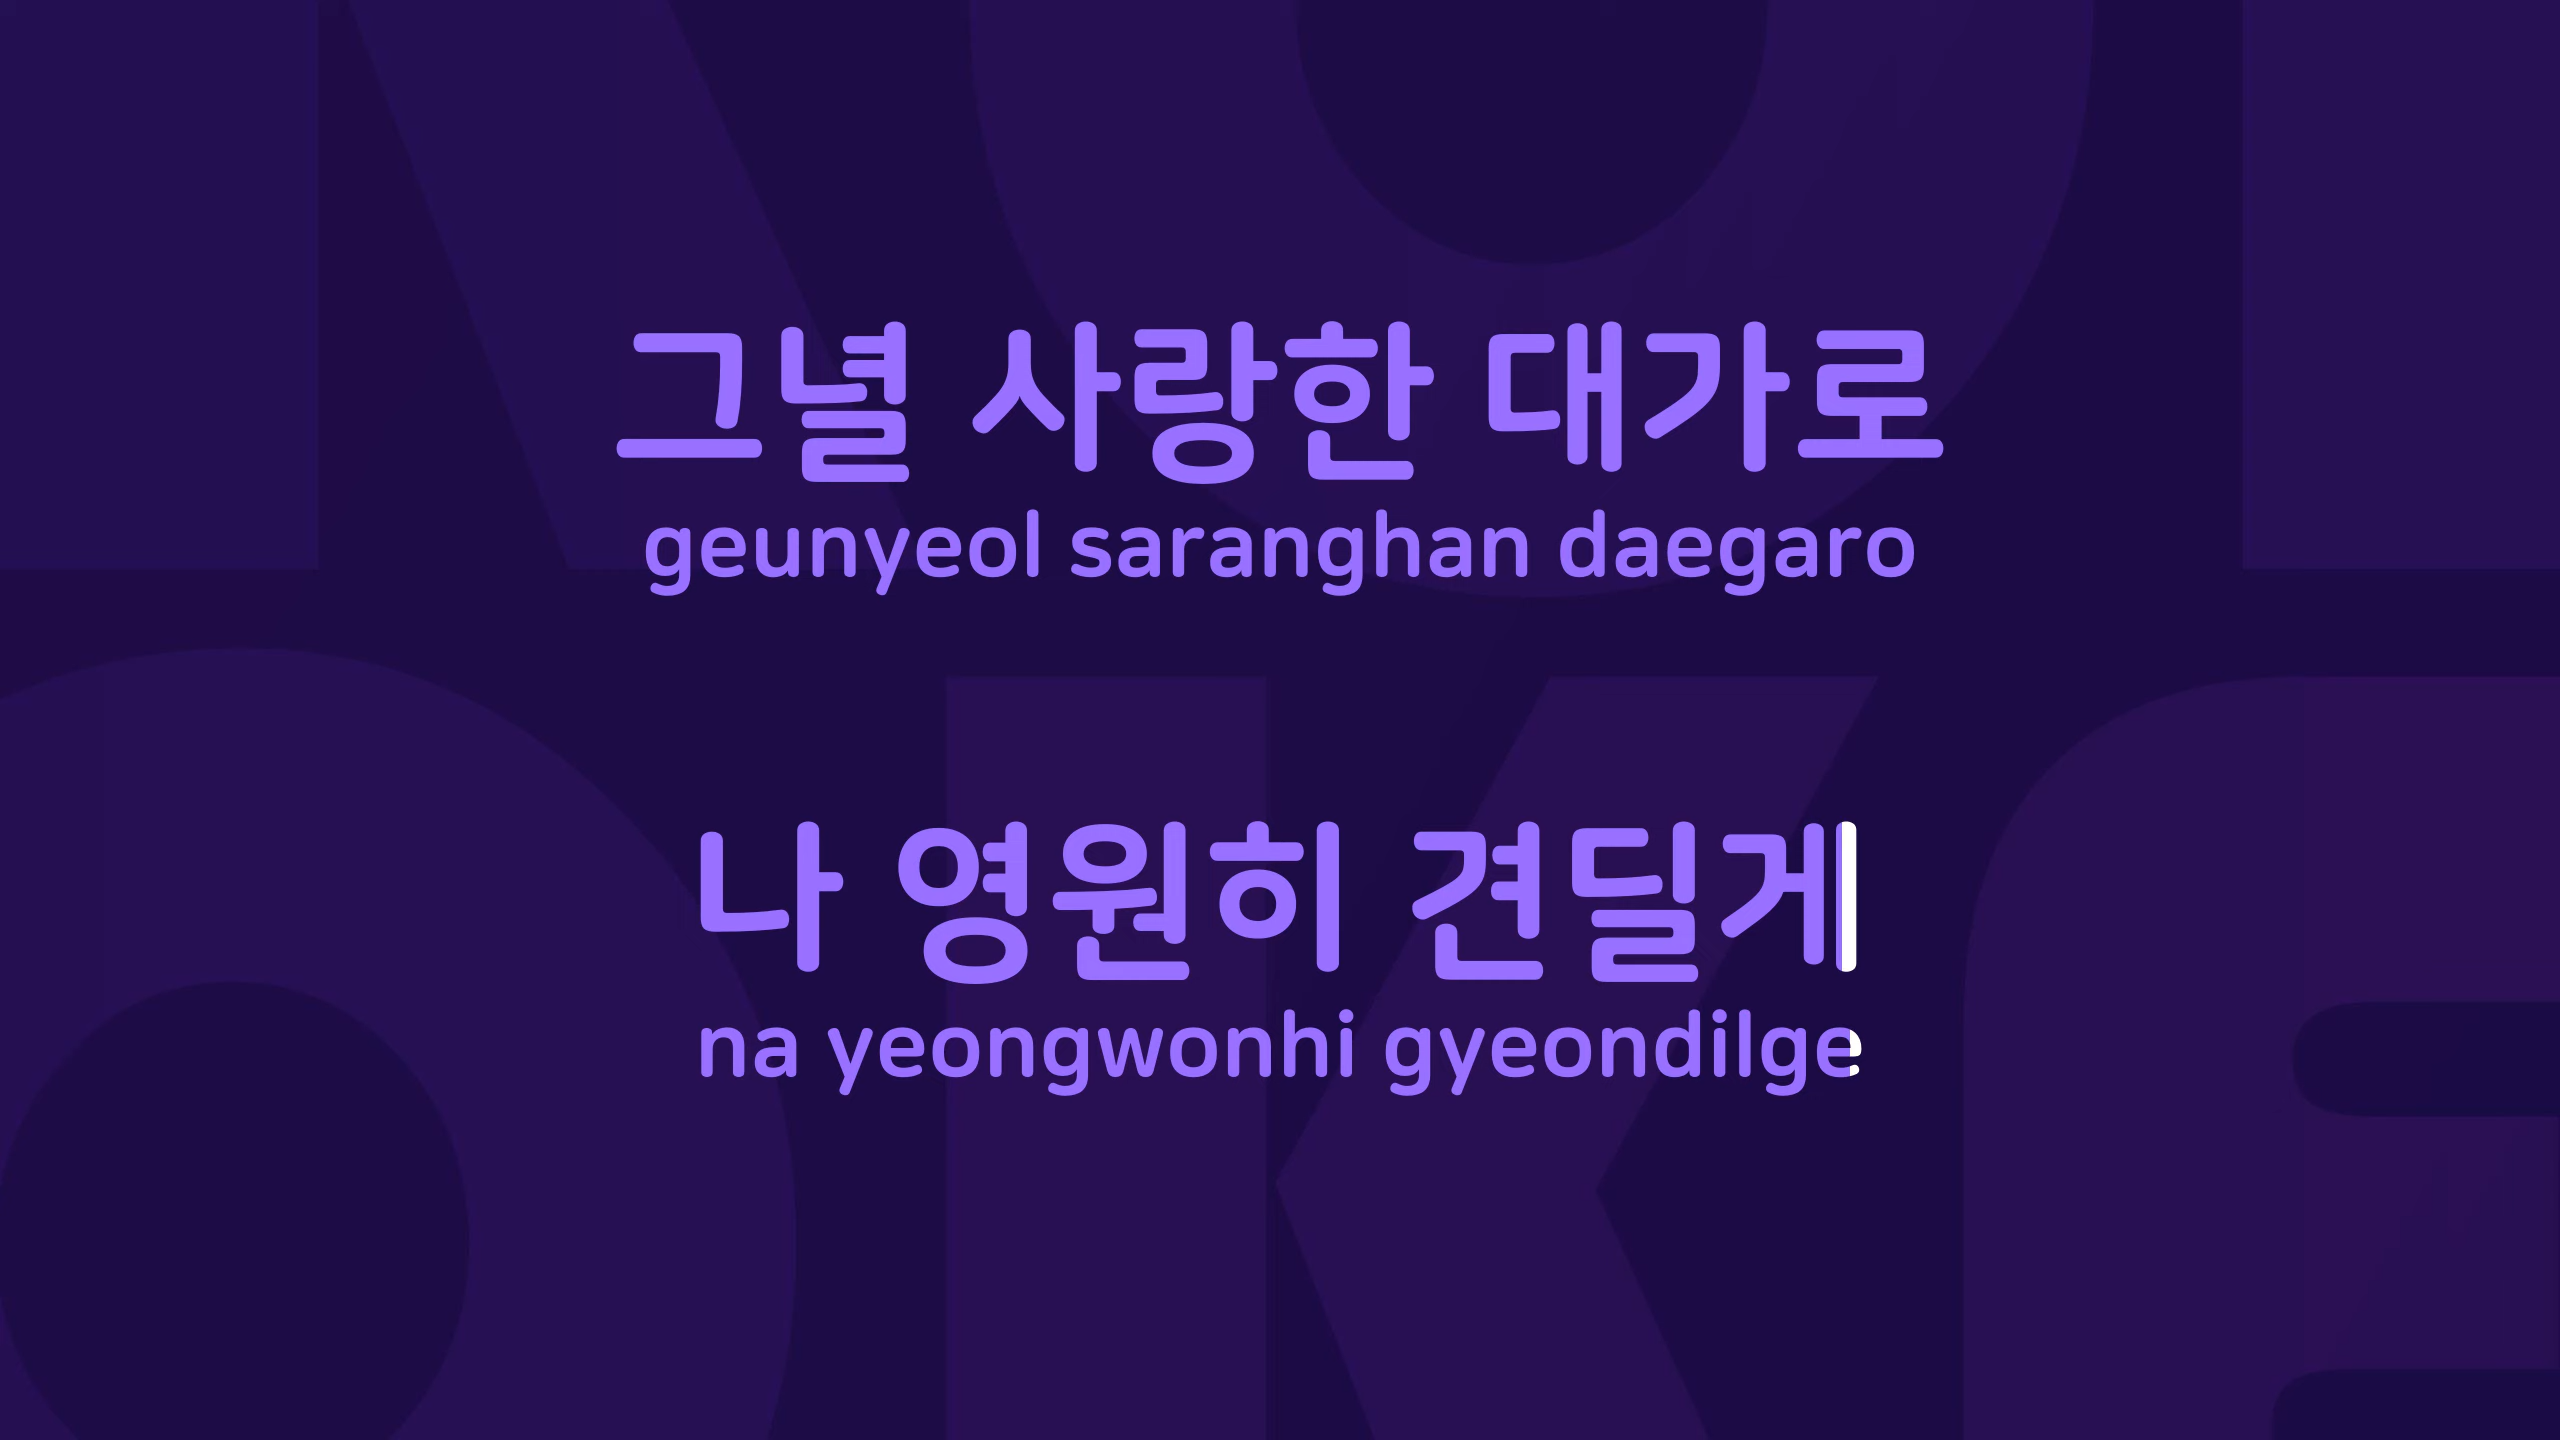 그녈 사랑한 대가로
geunyeol saranghan daegaro
나 영원히 견딜게
na yeongwonhi gyeondilge